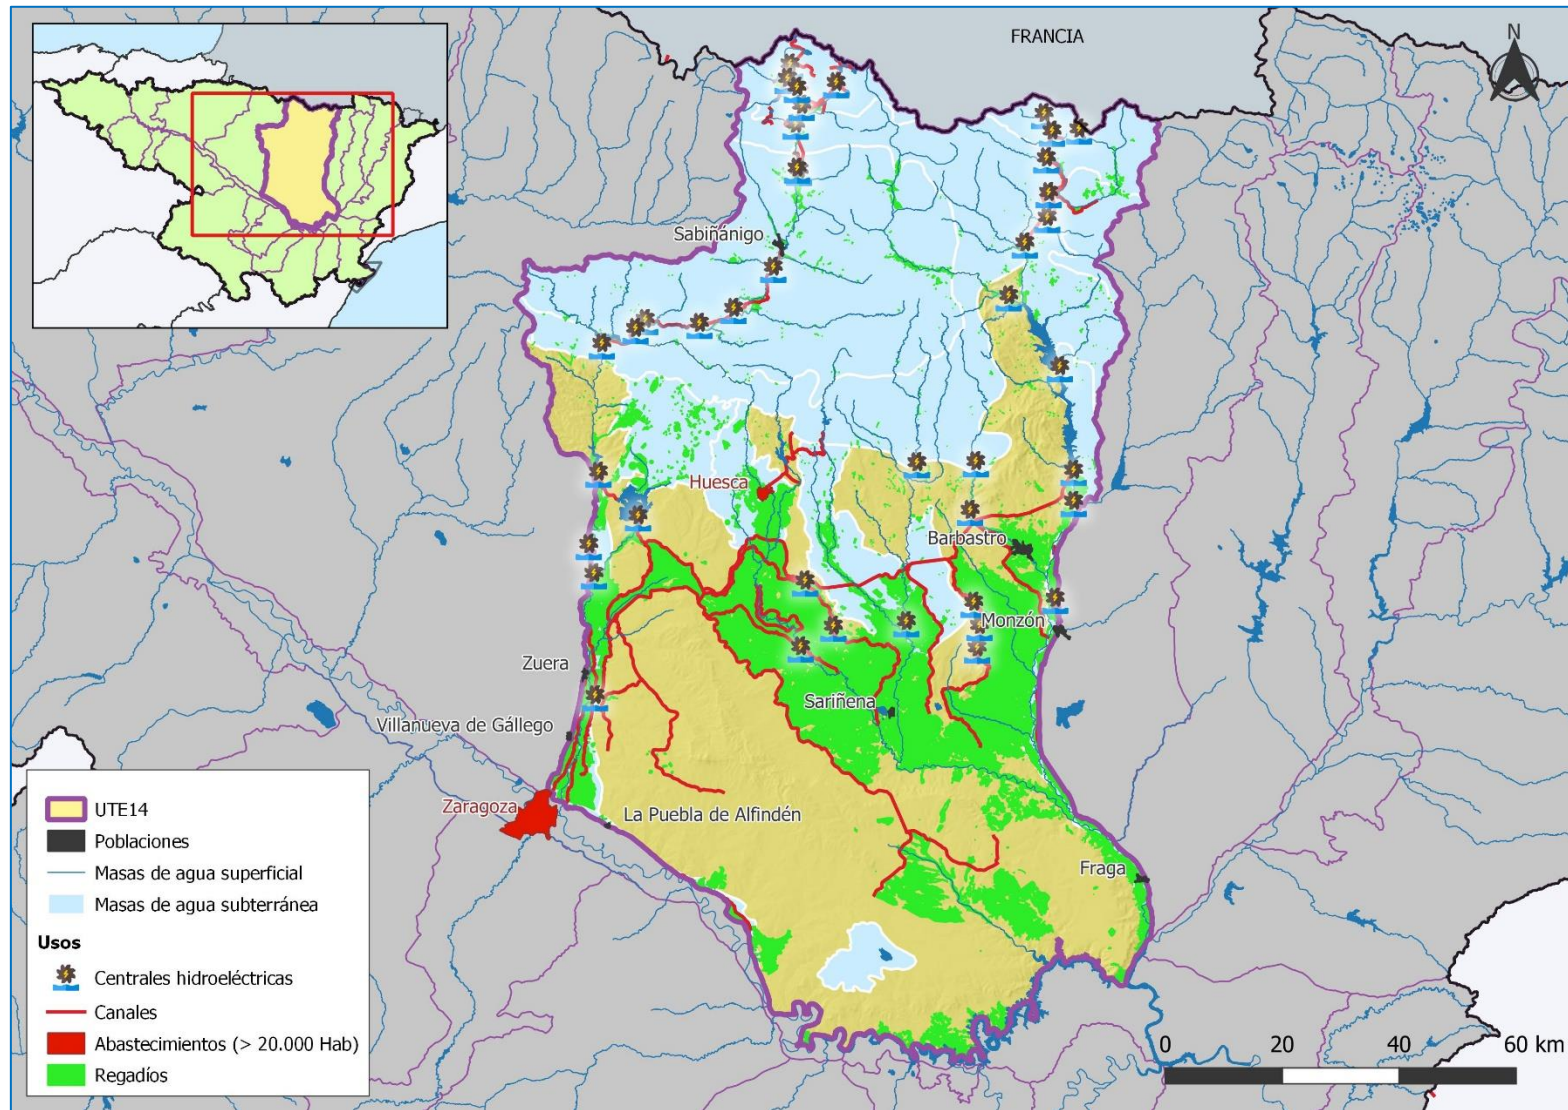 FRANCIA
N
Sabiñánigo
Huesca
Barbastro
Monzón
Zuera
Sariñena
Villanueva de Gállego
Zaragoza
La Puebla de Alfindén
Fraga
UTE14
Poblaciones
Masas de agua superficial
Masas de agua subterránea
Usos
Centrales hidroeléctricas
Canales
Abastecimientos (> 20.000 Hab)
Regadíos
0 20 40 60 km